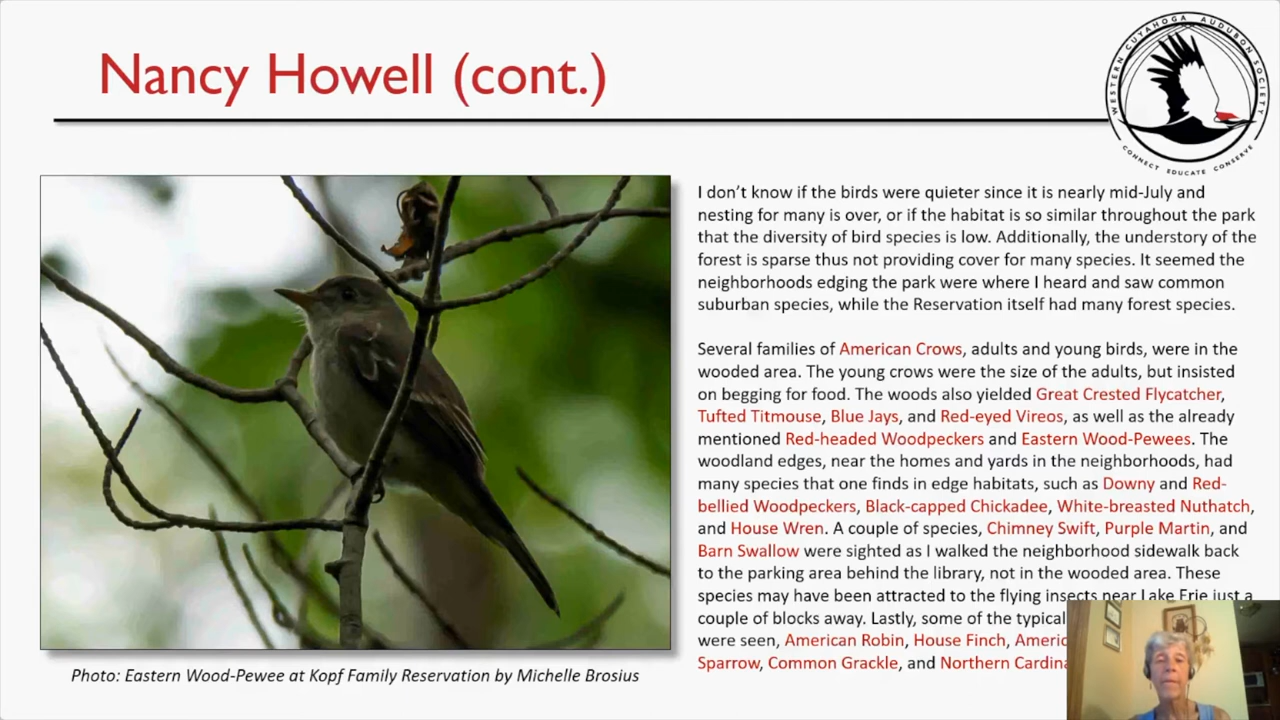 Nancy Howell (cont.)
WESTERN CUYAHOGA AUDUBON SOCIETY
CONNECT EDUCATE CONSERVE
I don't know if the birds were quieter since it is nearly mid-July and
nesting for many is over, or if the habitat is so similar throughout the park
that the diversity of bird species is low. Additionally, the understory of the
forest is sparse thus not providing cover for many species. It seemed the
neighborhoods edging the park were where I heard and saw common
suburban species, while the Reservation itself had many forest species.
Several families of American Crows, adults and young birds, were in the
wooded area. The young crows were the size of the adults, but insisted
on begging for food. The woods also yielded Great Crested Flycatcher,
Tufted Titmouse, Blue Jays, and Red-eyed Vireos, as well as the already
mentioned Red-headed Woodpeckers and Eastern Wood-Pewees. The
woodland edges, near the homes and yards in the neighborhoods, had
many species that one finds in edge habitats, such as Downy and Red-
bellied Woodpeckers, Black-capped Chickadee, White-breasted Nuthatch,
and House Wren. A couple of species, Chimney Swift, Purple Martin, and
Barn Swallow were sighted as I walked the neighborhood sidewalk back
to the parking area behind the library, not in the wooded area. These
species may have been attracted to the flying insects near Lake Erie just a
couple of blocks away. Lastly, some of the typical
were seen, American Robin, House Finch,
Sparrow, Common Grackle, and Northern
Photo: Eastern Wood-Pewee at Kopf Family Reservation by Michelle Brosius